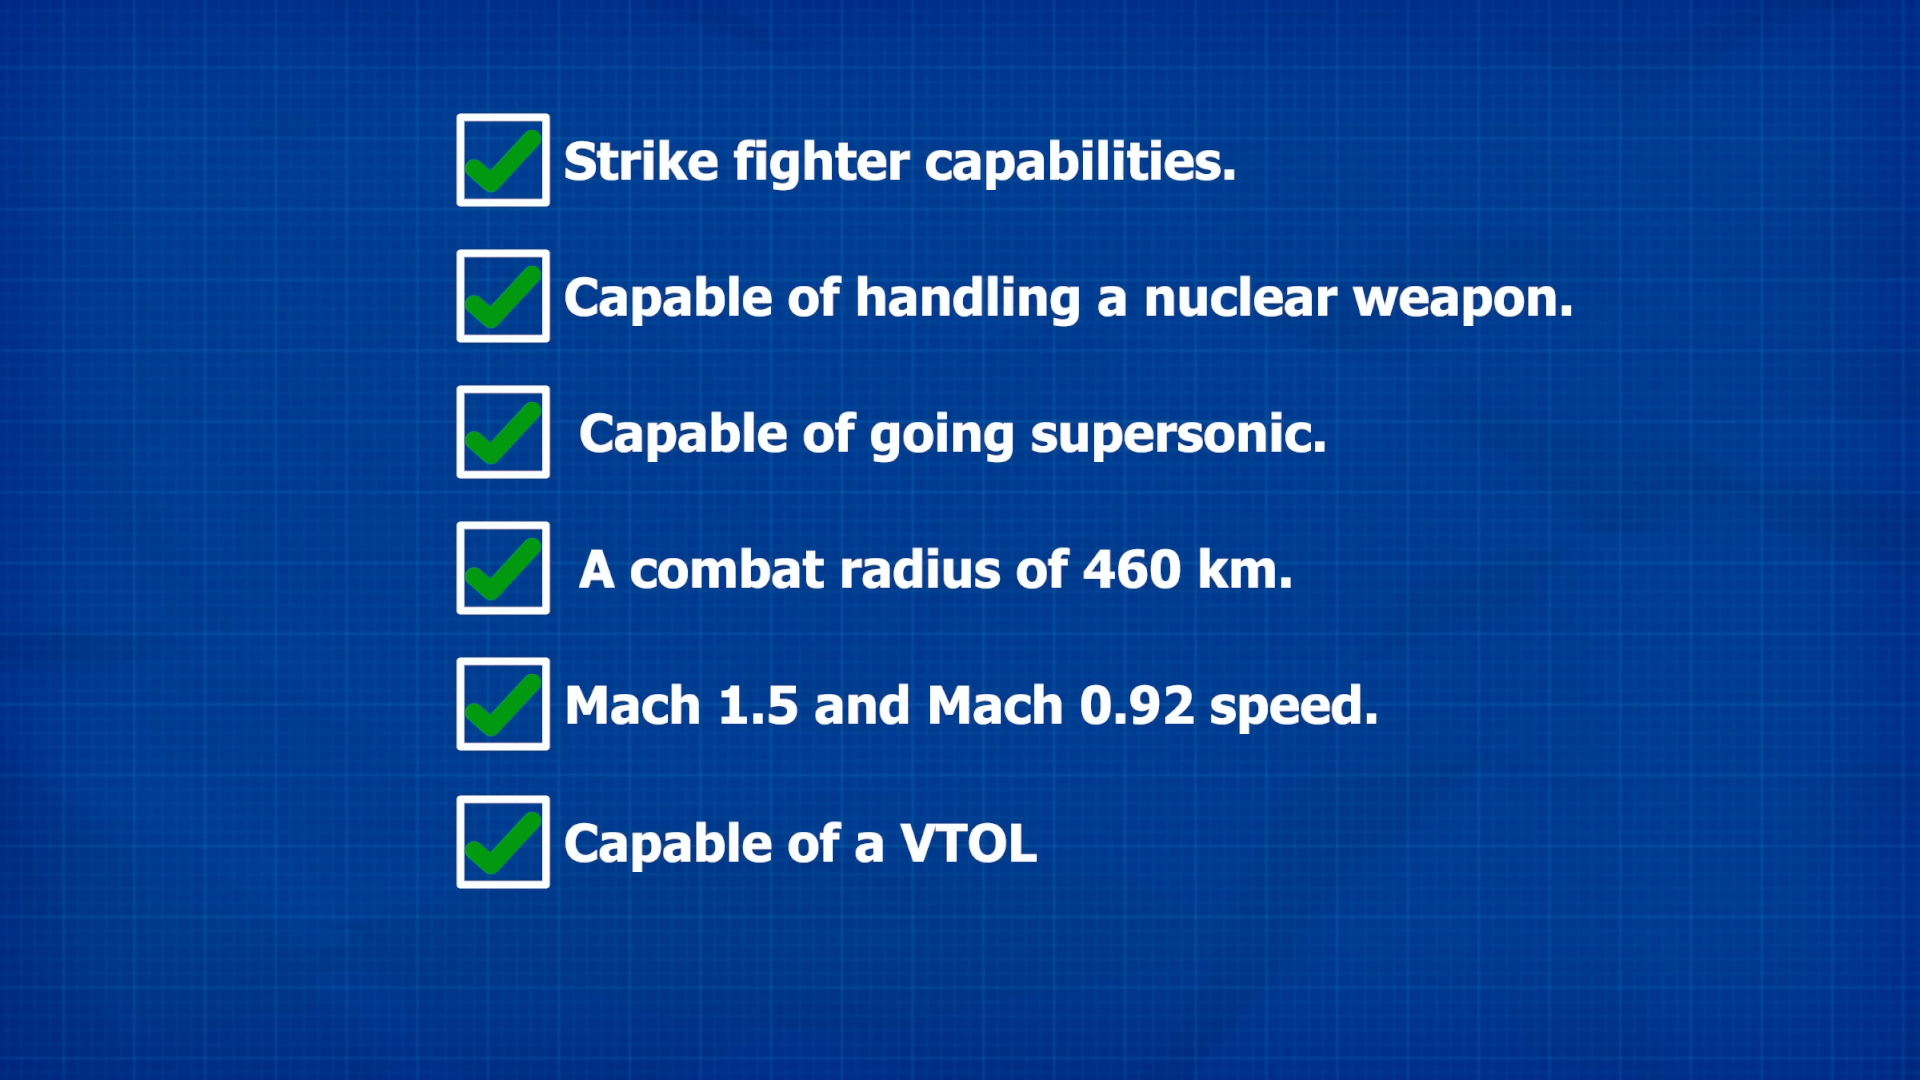 Strike fighter capabilities.
Capable of handling a nuclear weapon.
Capable of going supersonic.
A combat radius of 460 km.
Mach 1.5 and Mach 0.92 speed.
Capable of a VTOL